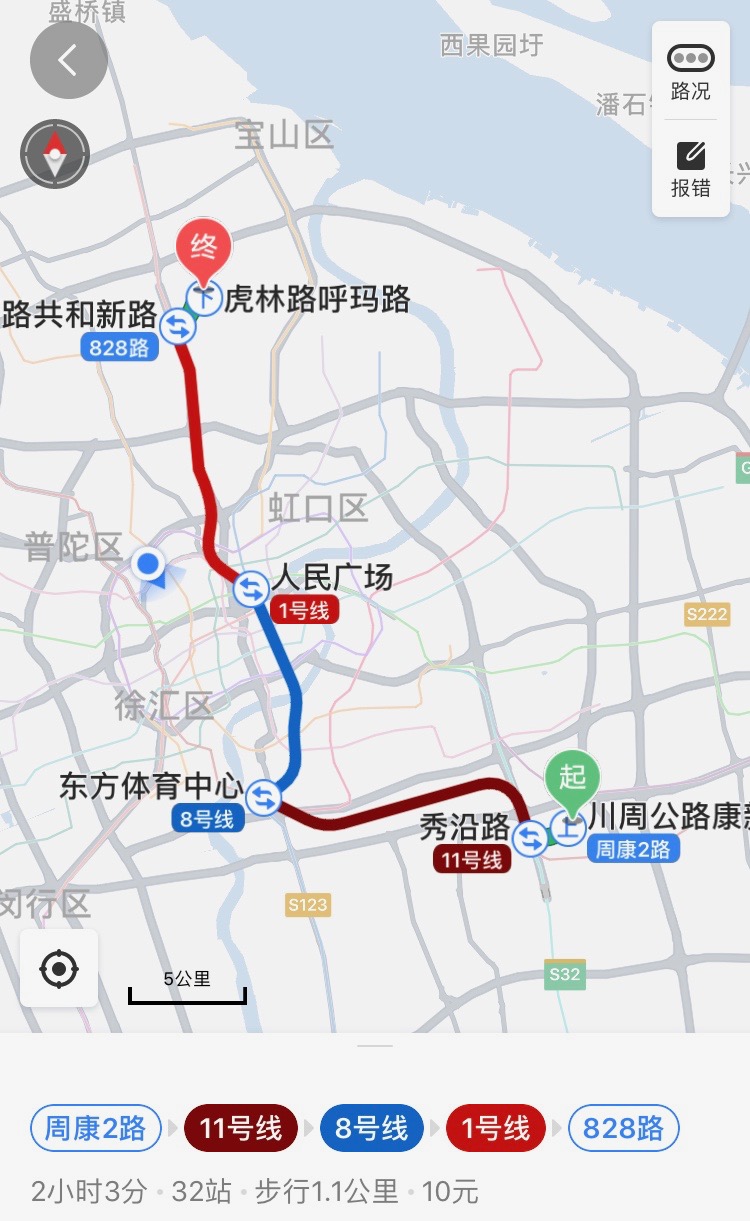 盛桥镇
西果园圩
路况
潘石
宝山区
报错
终
下
虎林路呼玛路
路共和新路
828路
虹口区
普陀区
人民广场
1号线
S222
徐汇区
起
东方体育中心
8号线
上
川周公路康新
秀沿路
周康2路
11号线
闵行区
S123
S32
5公里
周康2路
11号线
8号线
1号线
828路
2小时3分·32站·步行1.1公里·10元